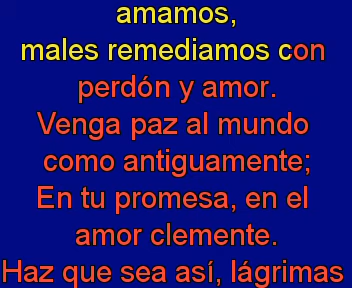 amamos,
males remediamos con
perdón y amor.
Venga paz al mundo
como antiguamente;
En tu promesa, en el
amor clemente.
Haz que sea así, lágrimas